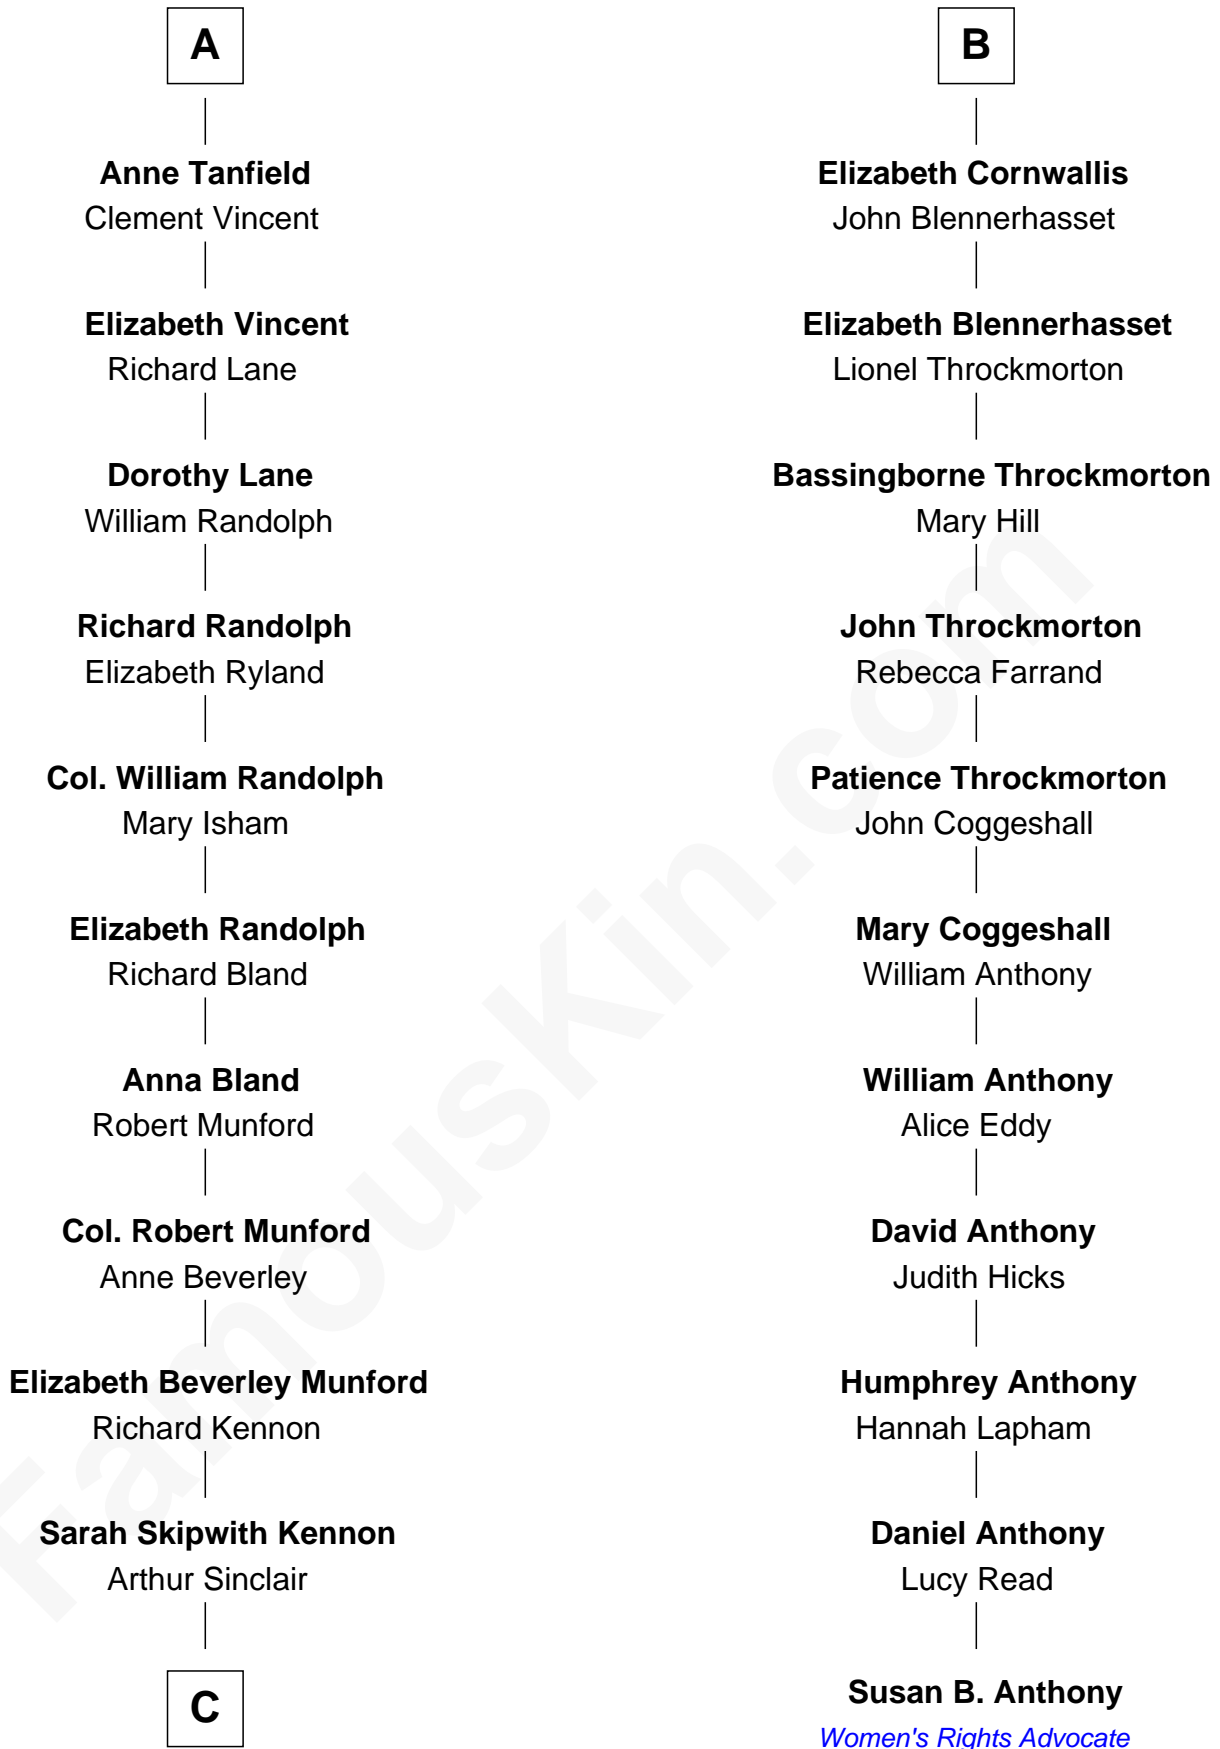 A
Anne Tanfield
Clement Vincent
Elizabeth Vincent
Richard Lane
Dorothy Lane
William Randolph
Richard Randolph
Elizabeth Ryland
Col. William Randolph
Mary Isham
Elizabeth Randolph
Richard Bland
Anna Bland
Robert Munford
Col. Robert Munford
Anne Beverley
Elizabeth Beverley Munford
Richard Kennon
Sarah Skipwith Kennon
Arthur Sinclair
C
B
Elizabeth Cornwallis
John Blennerhasset
Elizabeth Blennerhasset
Lionel Throckmorton
Bassingborne Throckmorton
Mary Hill
John Throckmorton
Rebecca Farrand
Patience Throckmorton
John Coggeshall
Mary Coggeshall
William Anthony
William Anthony
Alice Eddy
David Anthony
Judith Hicks
Humphrey Anthony
Hannah Lapham
Daniel Anthony
Lucy Read
Susan B. Anthony
Women's Rights Advocate
FamousKin.com